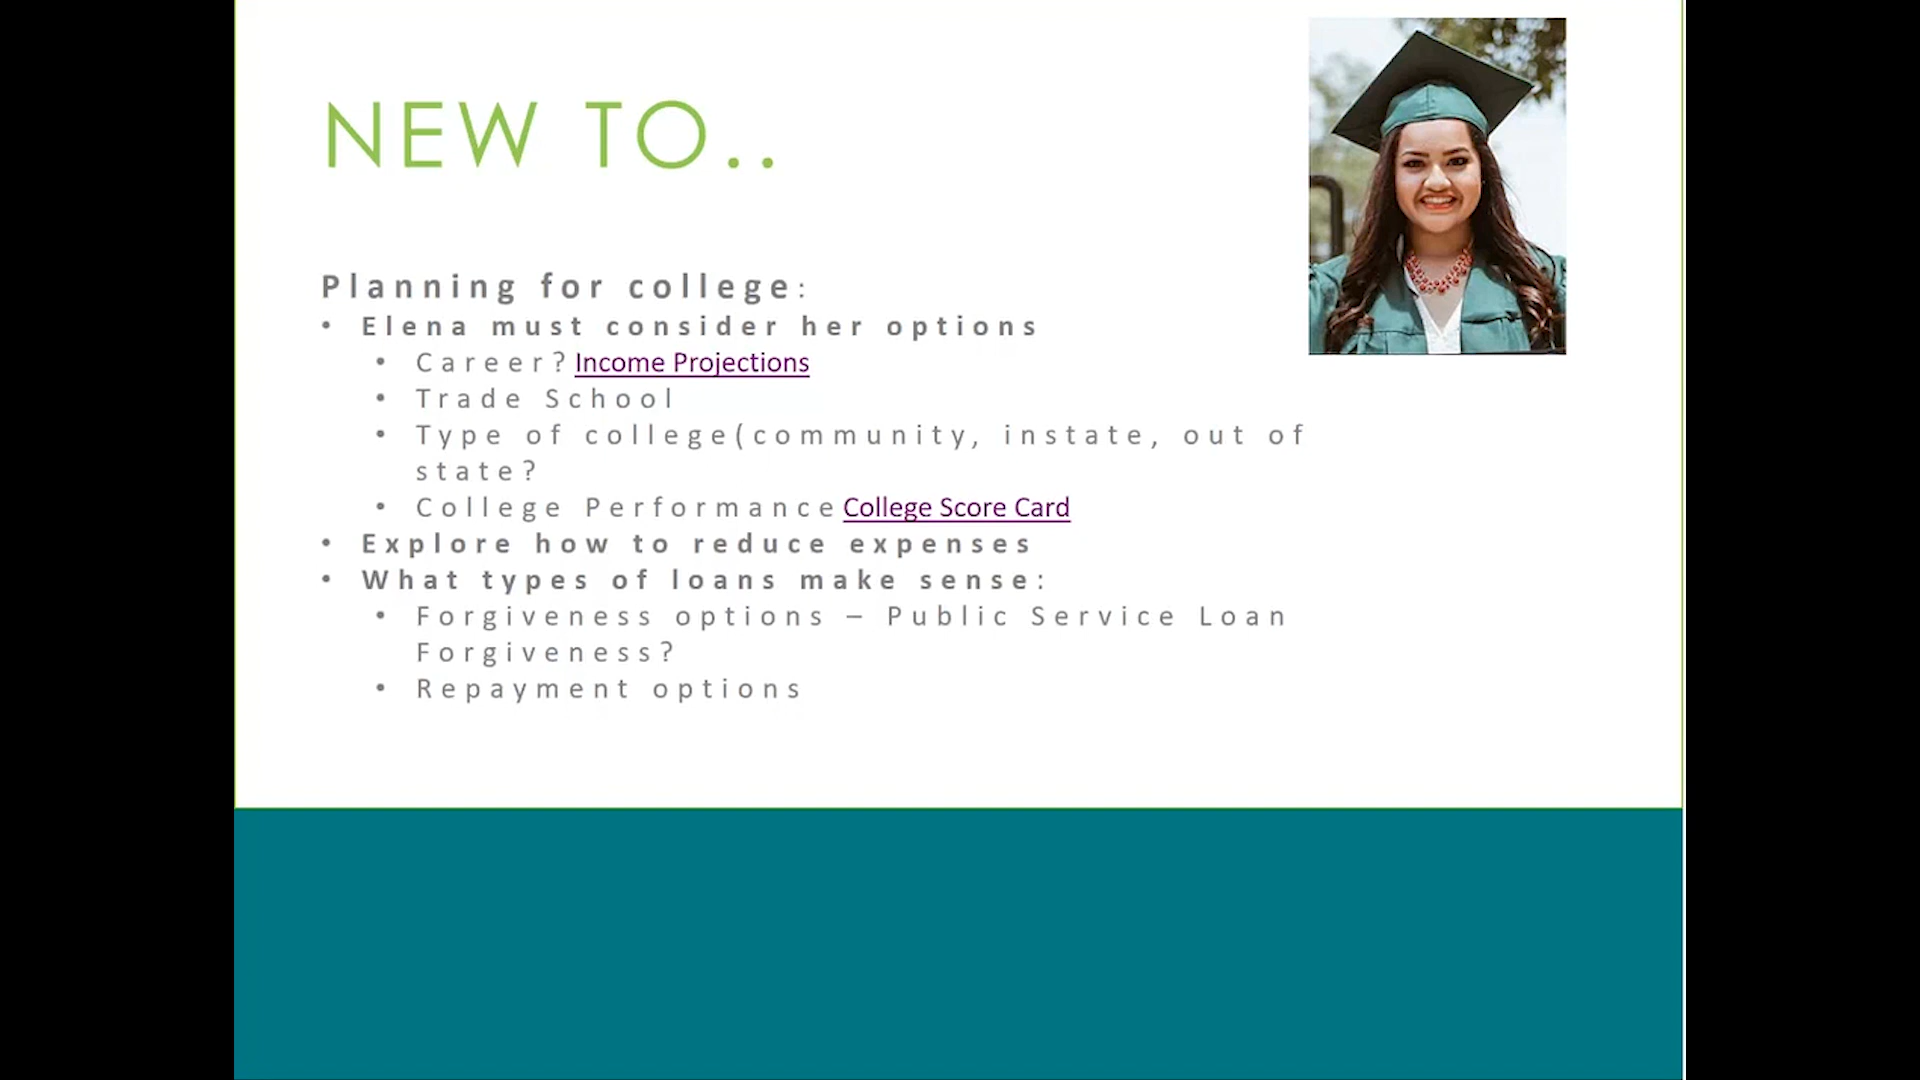 NEW TO..
Planning for college:
• Elena must consider her options
• Career? Income Projections
• Trade School
• Type of college(community, instate, out of
state?
• College Performance College Score Card
• Explore how to reduce expenses
• What types of loans make sense:
• Forgiveness options – Public Service Loan
Forgiveness?
• Repayment options